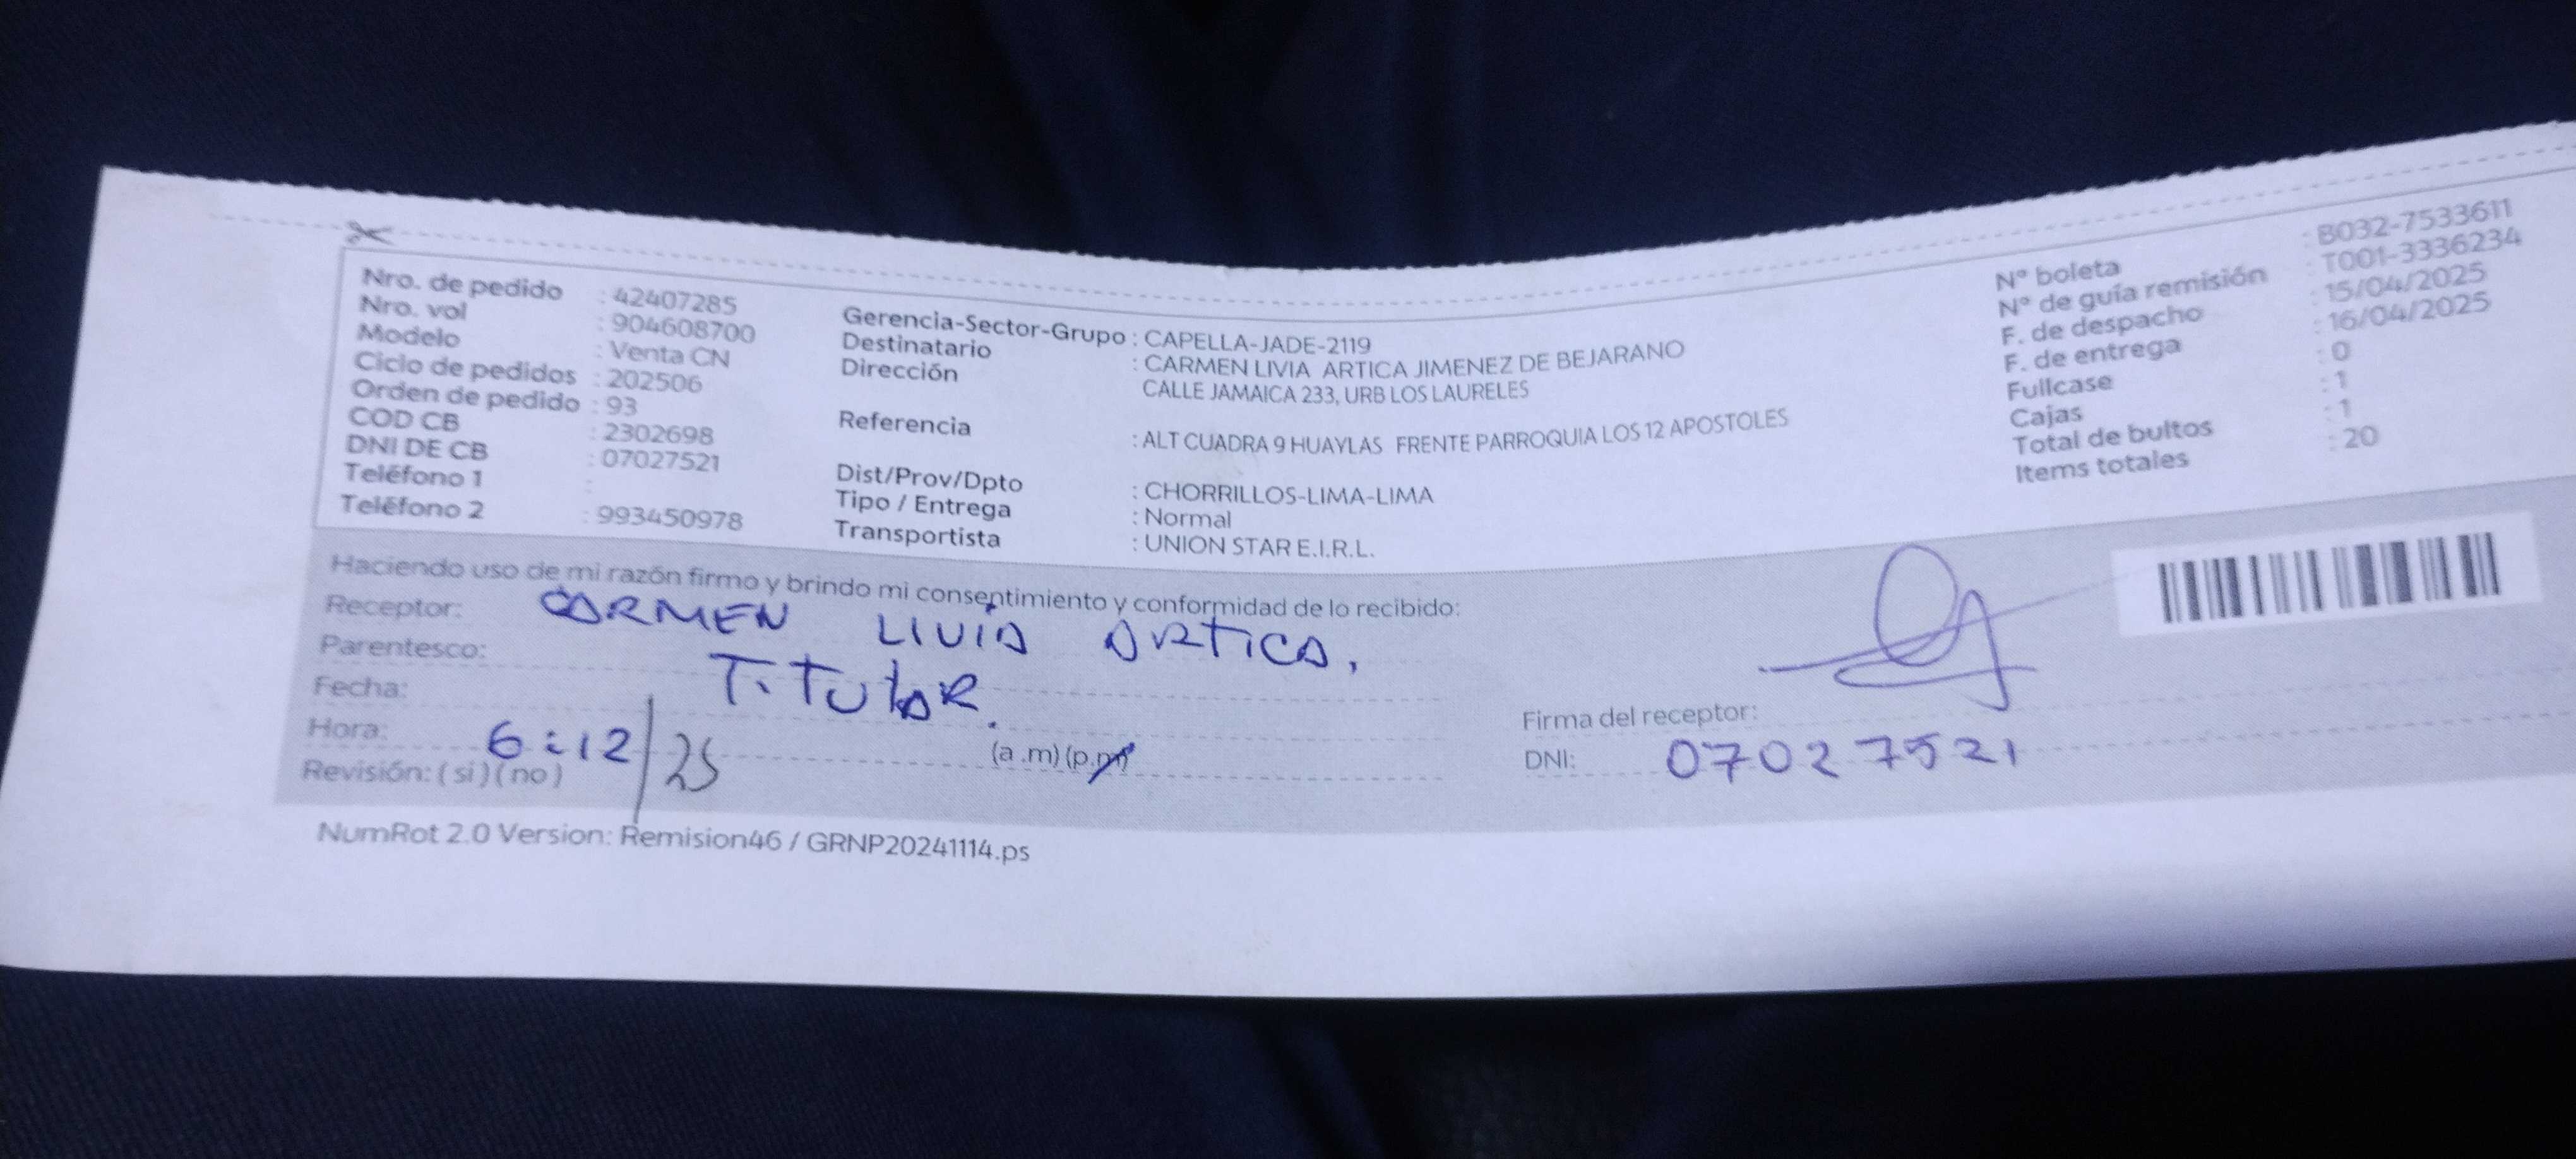 Nro. de pedido : 42407285
Nro. vol : 904608700
Modelo : Venta CN
Ciclo de pedidos : 202506
Orden de pedido : 93
COD CB : 2302698
DNI DE CB : 07027521
Teléfono 1 :
Teléfono 2 : 993450978
Gerencia-Sector-Grupo : CAPELLA-JADE-2119
Destinatario : CARMEN LIVIA ARTICA JIMENEZ DE BEJARANO
Dirección CALLE JAMAICA 233, URB LOS LAURELES
Referencia : ALT CUADRA 9 HUAYLAS FRENTE PARROQUIA LOS 12 APOSTOLES
Dist/Prov/Dpto : CHORRILLOS-LIMA-LIMA
Tipo / Entrega : Normal
Transportista : UNION STAR E.I.R.L.
N° boleta : B032-7533611
N° de guía remisión : T001-3336234
F. de despacho : 15/04/2025
F. de entrega : 16/04/2025
Fullcase : 0
Cajas : 1
Total de bultos : 1
Items totales : 20
Haciendo uso de mi razón firmo y brindo mi consentimiento y conformidad de lo recibido:
Receptor: CARMEN LIVIA ARTICA,
Parentesco: TITULAR.
Fecha:
Hora: 6:12/25 (a .m) (p.m)
Revisión: ( si ) ( no )
Firma del receptor:
DNI: 07027521
NumRot 2.0 Version: Remision46 / GRNP20241114.ps